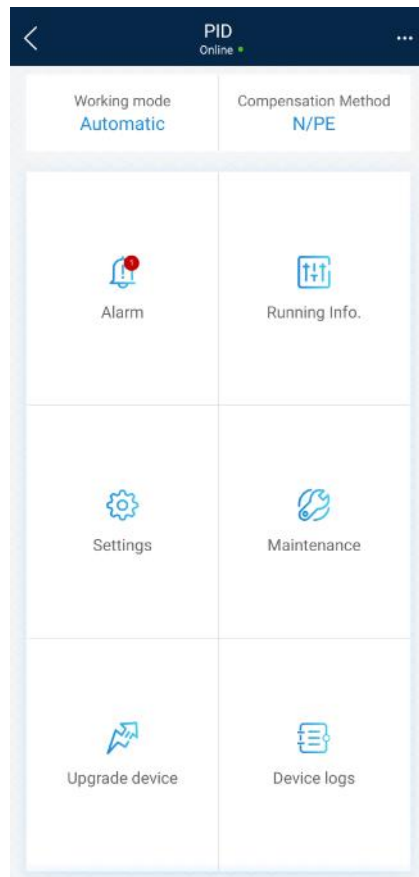 PID
Online
Working mode
Compensation Method
Automatic
N/PE
1
Alarm
Running Info.
Settings
Maintenance
Upgrade device
Device logs